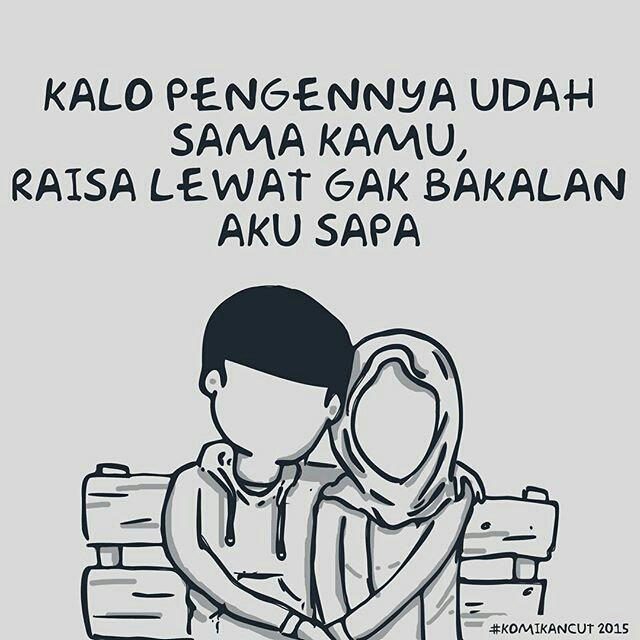 KALO PENGENNYA UDAH
SAMA KAMU,
RAISA LEWAT GAK BAKALAN
AKU SAPA
#KOMIKANCUT 2015